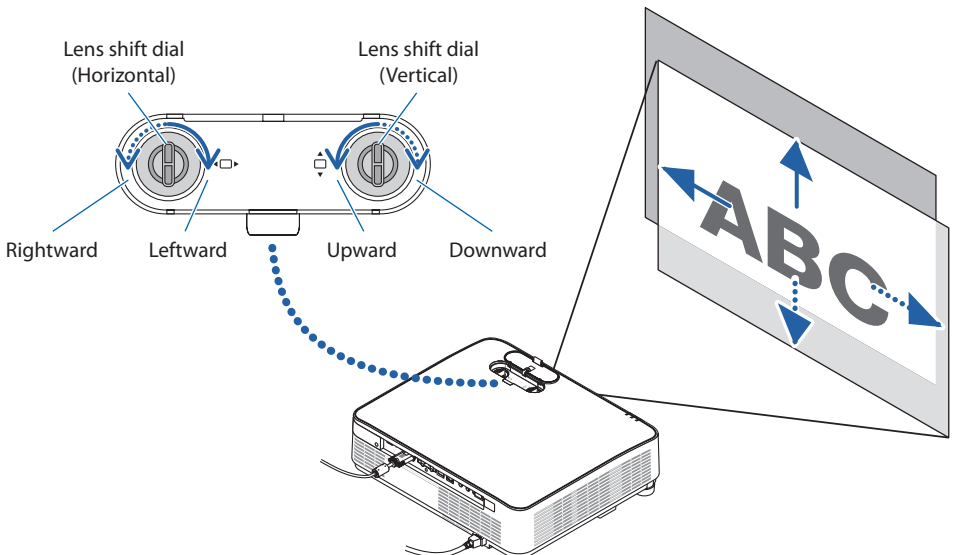 Lens shift dial
(Horizontal)
Lens shift dial
(Vertical)
Rightward
Leftward
Upward
Downward
ABC